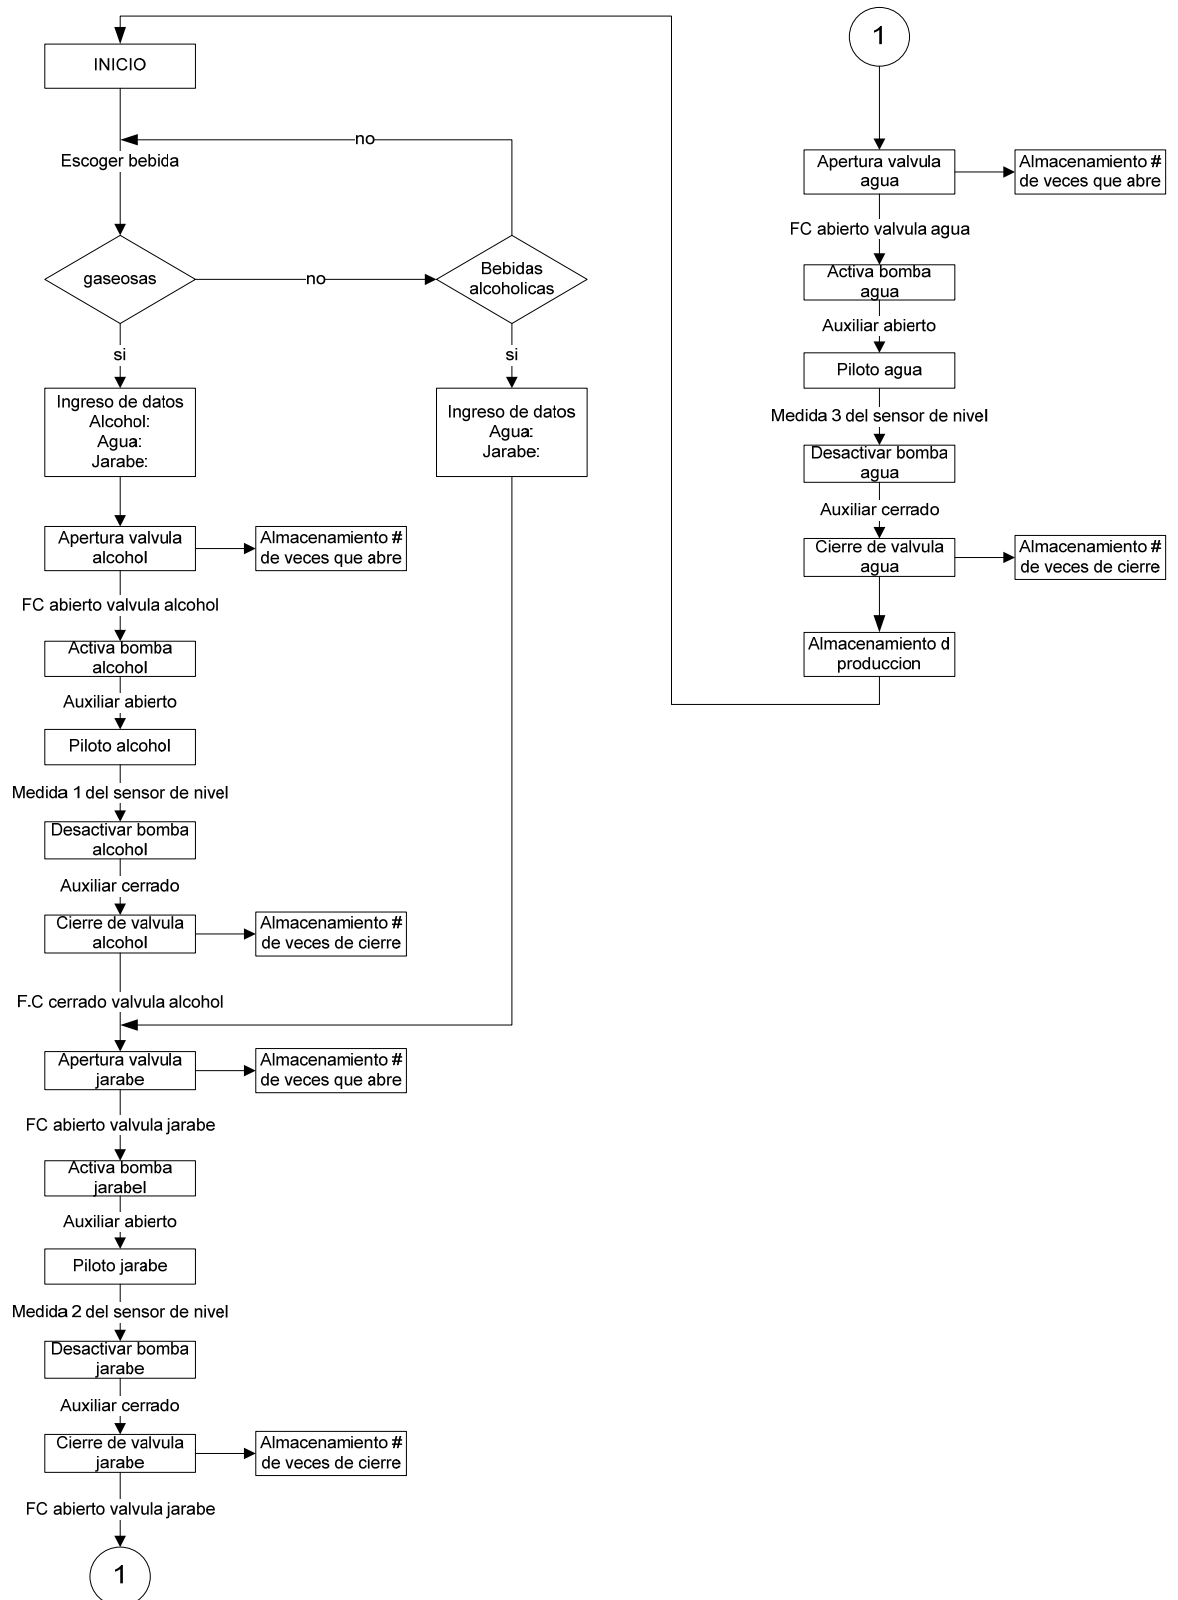 INICIO
no
Escoger bebida
gaseosas
no
Bebidas
alcoholicas
si
si
Ingreso de datos
Alcohol:
Agua:
Jarabe:
Ingreso de datos
Agua:
Jarabe:
Apertura valvula
alcohol
Almacenamiento #
de veces que abre
FC abierto valvula alcohol
Activa bomba
alcohol
Auxiliar abierto
Piloto alcohol
Medida 1 del sensor de nivel
Desactivar bomba
alcohol
Auxiliar cerrado
Cierre de valvula
alcohol
Almacenamiento #
de veces de cierre
F.C cerrado valvula alcohol
Apertura valvula
jarabe
Almacenamiento #
de veces que abre
FC abierto valvula jarabe
Activa bomba
jarabel
Auxiliar abierto
Piloto jarabe
Medida 2 del sensor de nivel
Desactivar bomba
jarabe
Auxiliar cerrado
Cierre de valvula
jarabe
Almacenamiento #
de veces de cierre
FC abierto valvula jarabe
1
1
Apertura valvula
agua
Almacenamiento #
de veces que abre
FC abierto valvula agua
Activa bomba
agua
Auxiliar abierto
Piloto agua
Medida 3 del sensor de nivel
Desactivar bomba
agua
Auxiliar cerrado
Cierre de valvula
agua
Almacenamiento #
de veces de cierre
Almacenamiento d
produccion